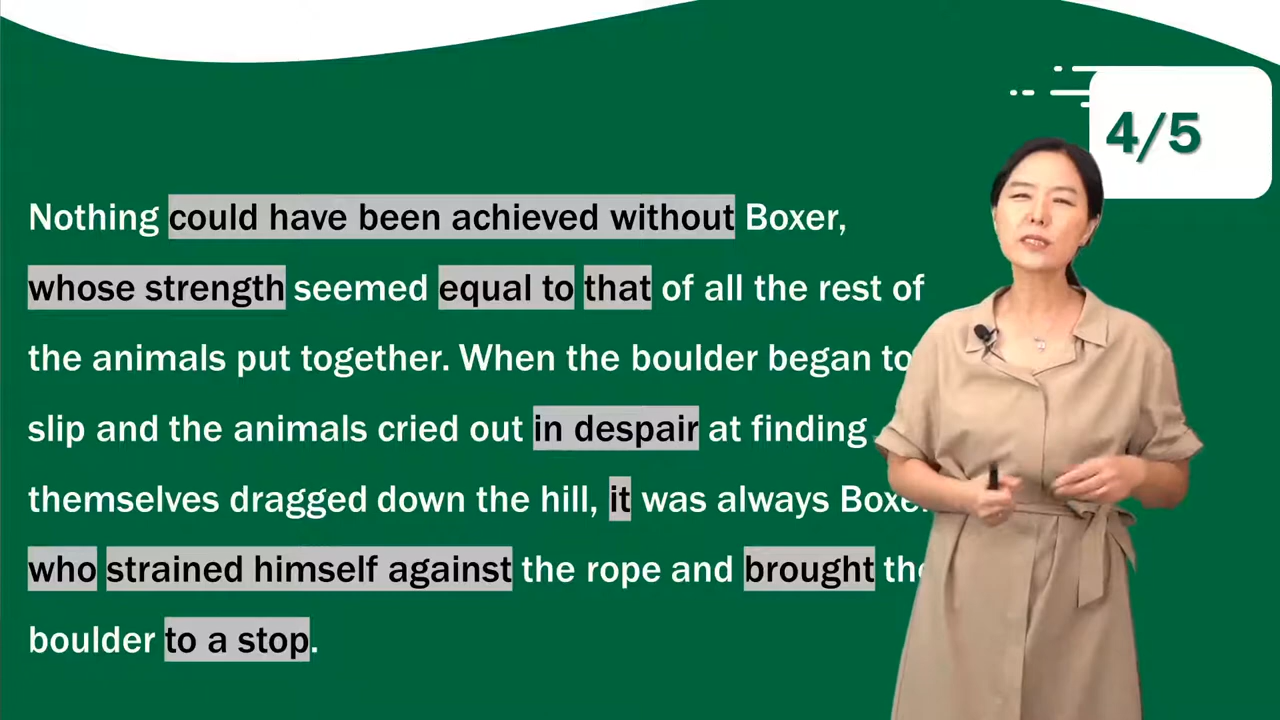 4/5
Nothing could have been achieved without Boxer,
whose strength seemed equal to that of all the rest of
the animals put together. When the boulder began to
slip and the animals cried out in despair at finding
themselves dragged down the hill, it was always Boxer
who strained himself against the rope and brought the
boulder to a stop.